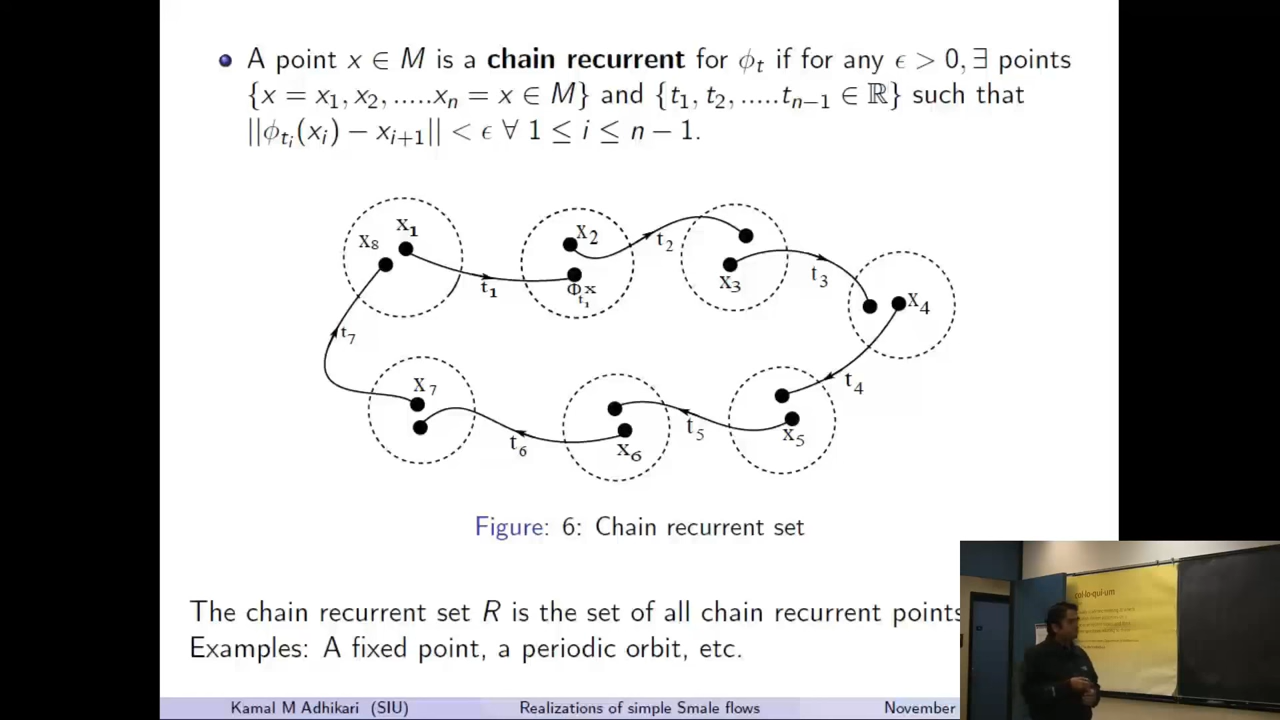 A point x ∈ M is a chain recurrent for ϕ_t if for any ϵ > 0, ∃ points
{x = x₁, x₂, .....x_n = x ∈ M} and {t₁, t₂, .....t_{n−1} ∈ ℝ} such that
||ϕ_{t_i}(x_i) − x_{i+1}|| < ϵ ∀ 1 ≤ i ≤ n − 1.
x₁
x₈
x₂
t₂
t₁
Φ_{t₁} x
x₃
t₃
x₄
t₇
t₄
x₇
t₆
x₆
t₅
x₅
Figure: 6: Chain recurrent set
The chain recurrent set R is the set of all chain recurrent points
Examples: A fixed point, a periodic orbit, etc.
col·lo·qui·um
Kamal M Adhikari (SIU) Realizations of simple Smale flows November